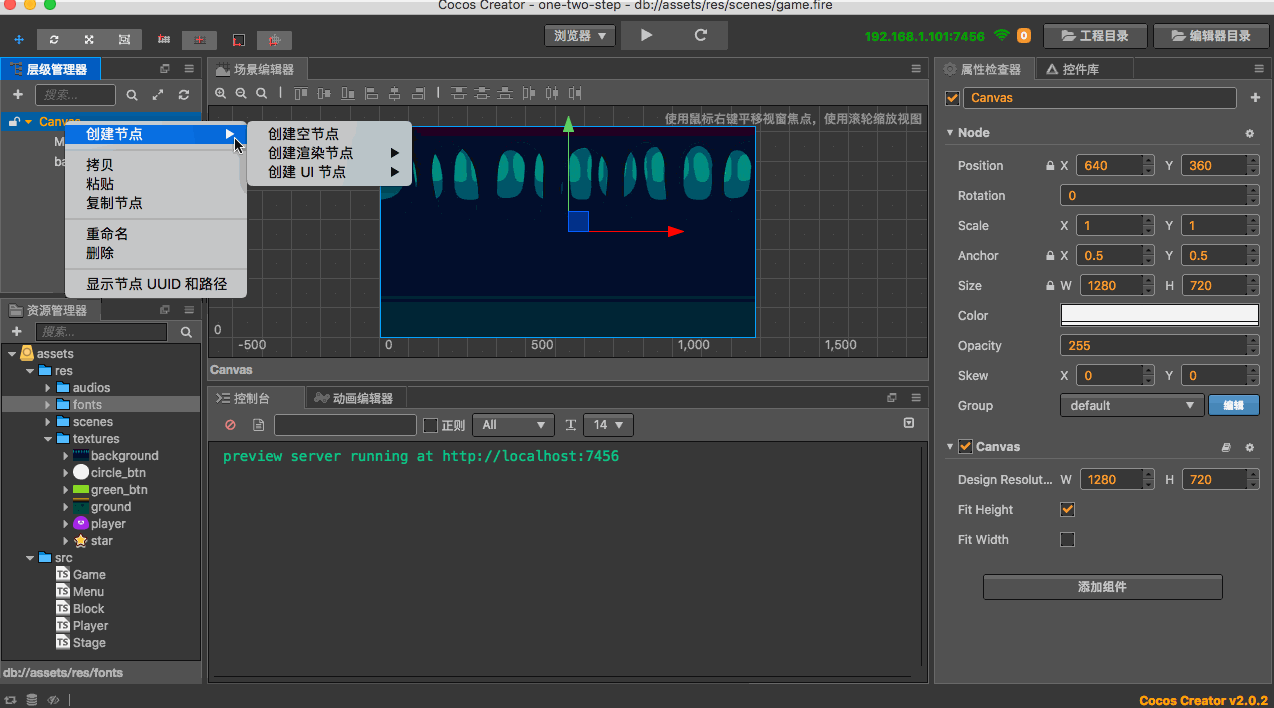 Cocos Creator - one-two-step - db://assets/res/scenes/game.fire
浏览器
192.168.1.101:7456
0
工程目录
编辑器目录
层级管理器
搜索...
Canvas
M
ba
创建节点
拷贝
粘贴
复制节点
重命名
删除
显示节点 UUID 和路径
创建空节点
创建渲染节点
创建 UI 节点
场景编辑器
使用鼠标右键平移视窗焦点，使用滚轮缩放视图
0
-500
0
500
1,000
1,500
Canvas
资源管理器
搜索...
assets
res
audios
fonts
scenes
textures
background
circle_btn
green_btn
ground
player
star
src
TS Game
TS Menu
TS Block
TS Player
TS Stage
db://assets/res/fonts
控制台
动画编辑器
正则
All
14
preview server running at http://localhost:7456
属性检查器
控件库
Canvas
Node
Position X 640 Y 360
Rotation 0
Scale X 1 Y 1
Anchor X 0.5 Y 0.5
Size W 1280 H 720
Color
Opacity 255
Skew X 0 Y 0
Group default 编辑
Canvas
Design Resolut... W 1280 H 720
Fit Height
Fit Width
添加组件
Cocos Creator v2.0.2